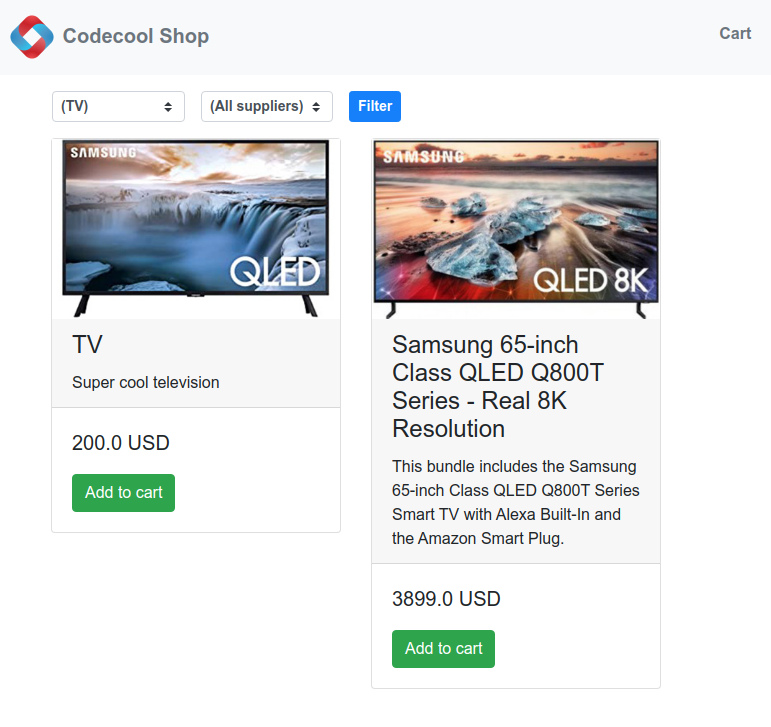 Codecool Shop
Cart
(TV)
(All suppliers)
Filter
SAMSUNG
QLED
TV
Super cool television
200.0 USD
Add to cart
SAMSUNG
QLED 8K
Samsung 65-inch
Class QLED Q800T
Series - Real 8K
Resolution
This bundle includes the Samsung
65-inch Class QLED Q800T Series
Smart TV with Alexa Built-In and
the Amazon Smart Plug.
3899.0 USD
Add to cart